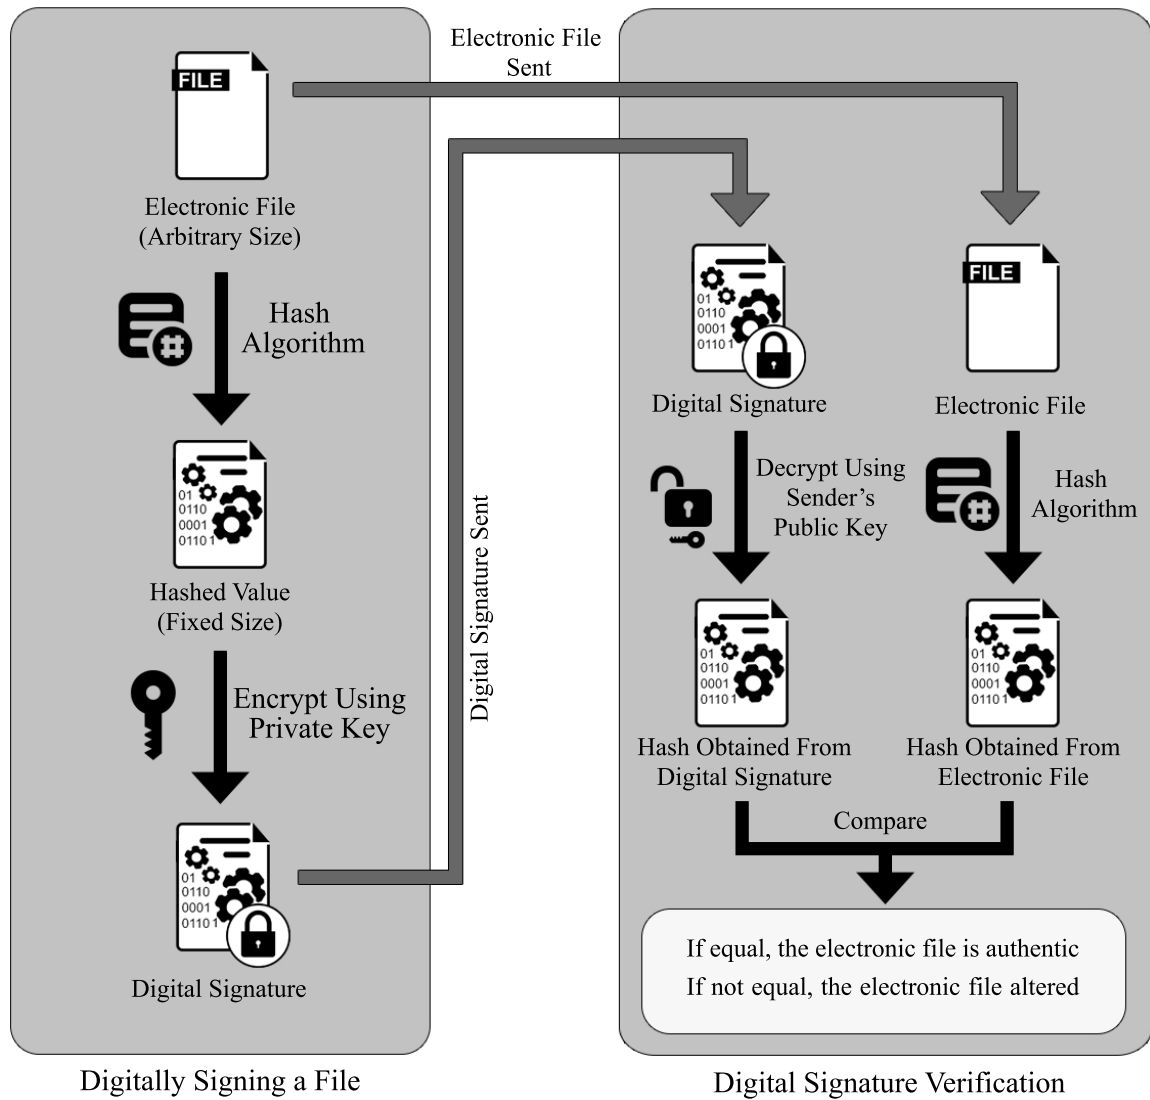 FILE
Electronic File
(Arbitrary Size)
Hash
Algorithm
#
01
0110
0001
0110 1
Hashed Value
(Fixed Size)
Encrypt Using
Private Key
01
0110
0001
0110 1
Digital Signature
Digitally Signing a File
Electronic File
Sent
Digital Signature Sent
01
0110
0001
0110 1
Digital Signature
FILE
Electronic File
Decrypt Using
Sender’s
Public Key
#
Hash
Algorithm
01
0110
0001
0110 1
Hash Obtained From
Digital Signature
01
0110
0001
0110 1
Hash Obtained From
Electronic File
Compare
If equal, the electronic file is authentic
If not equal, the electronic file altered
Digital Signature Verification